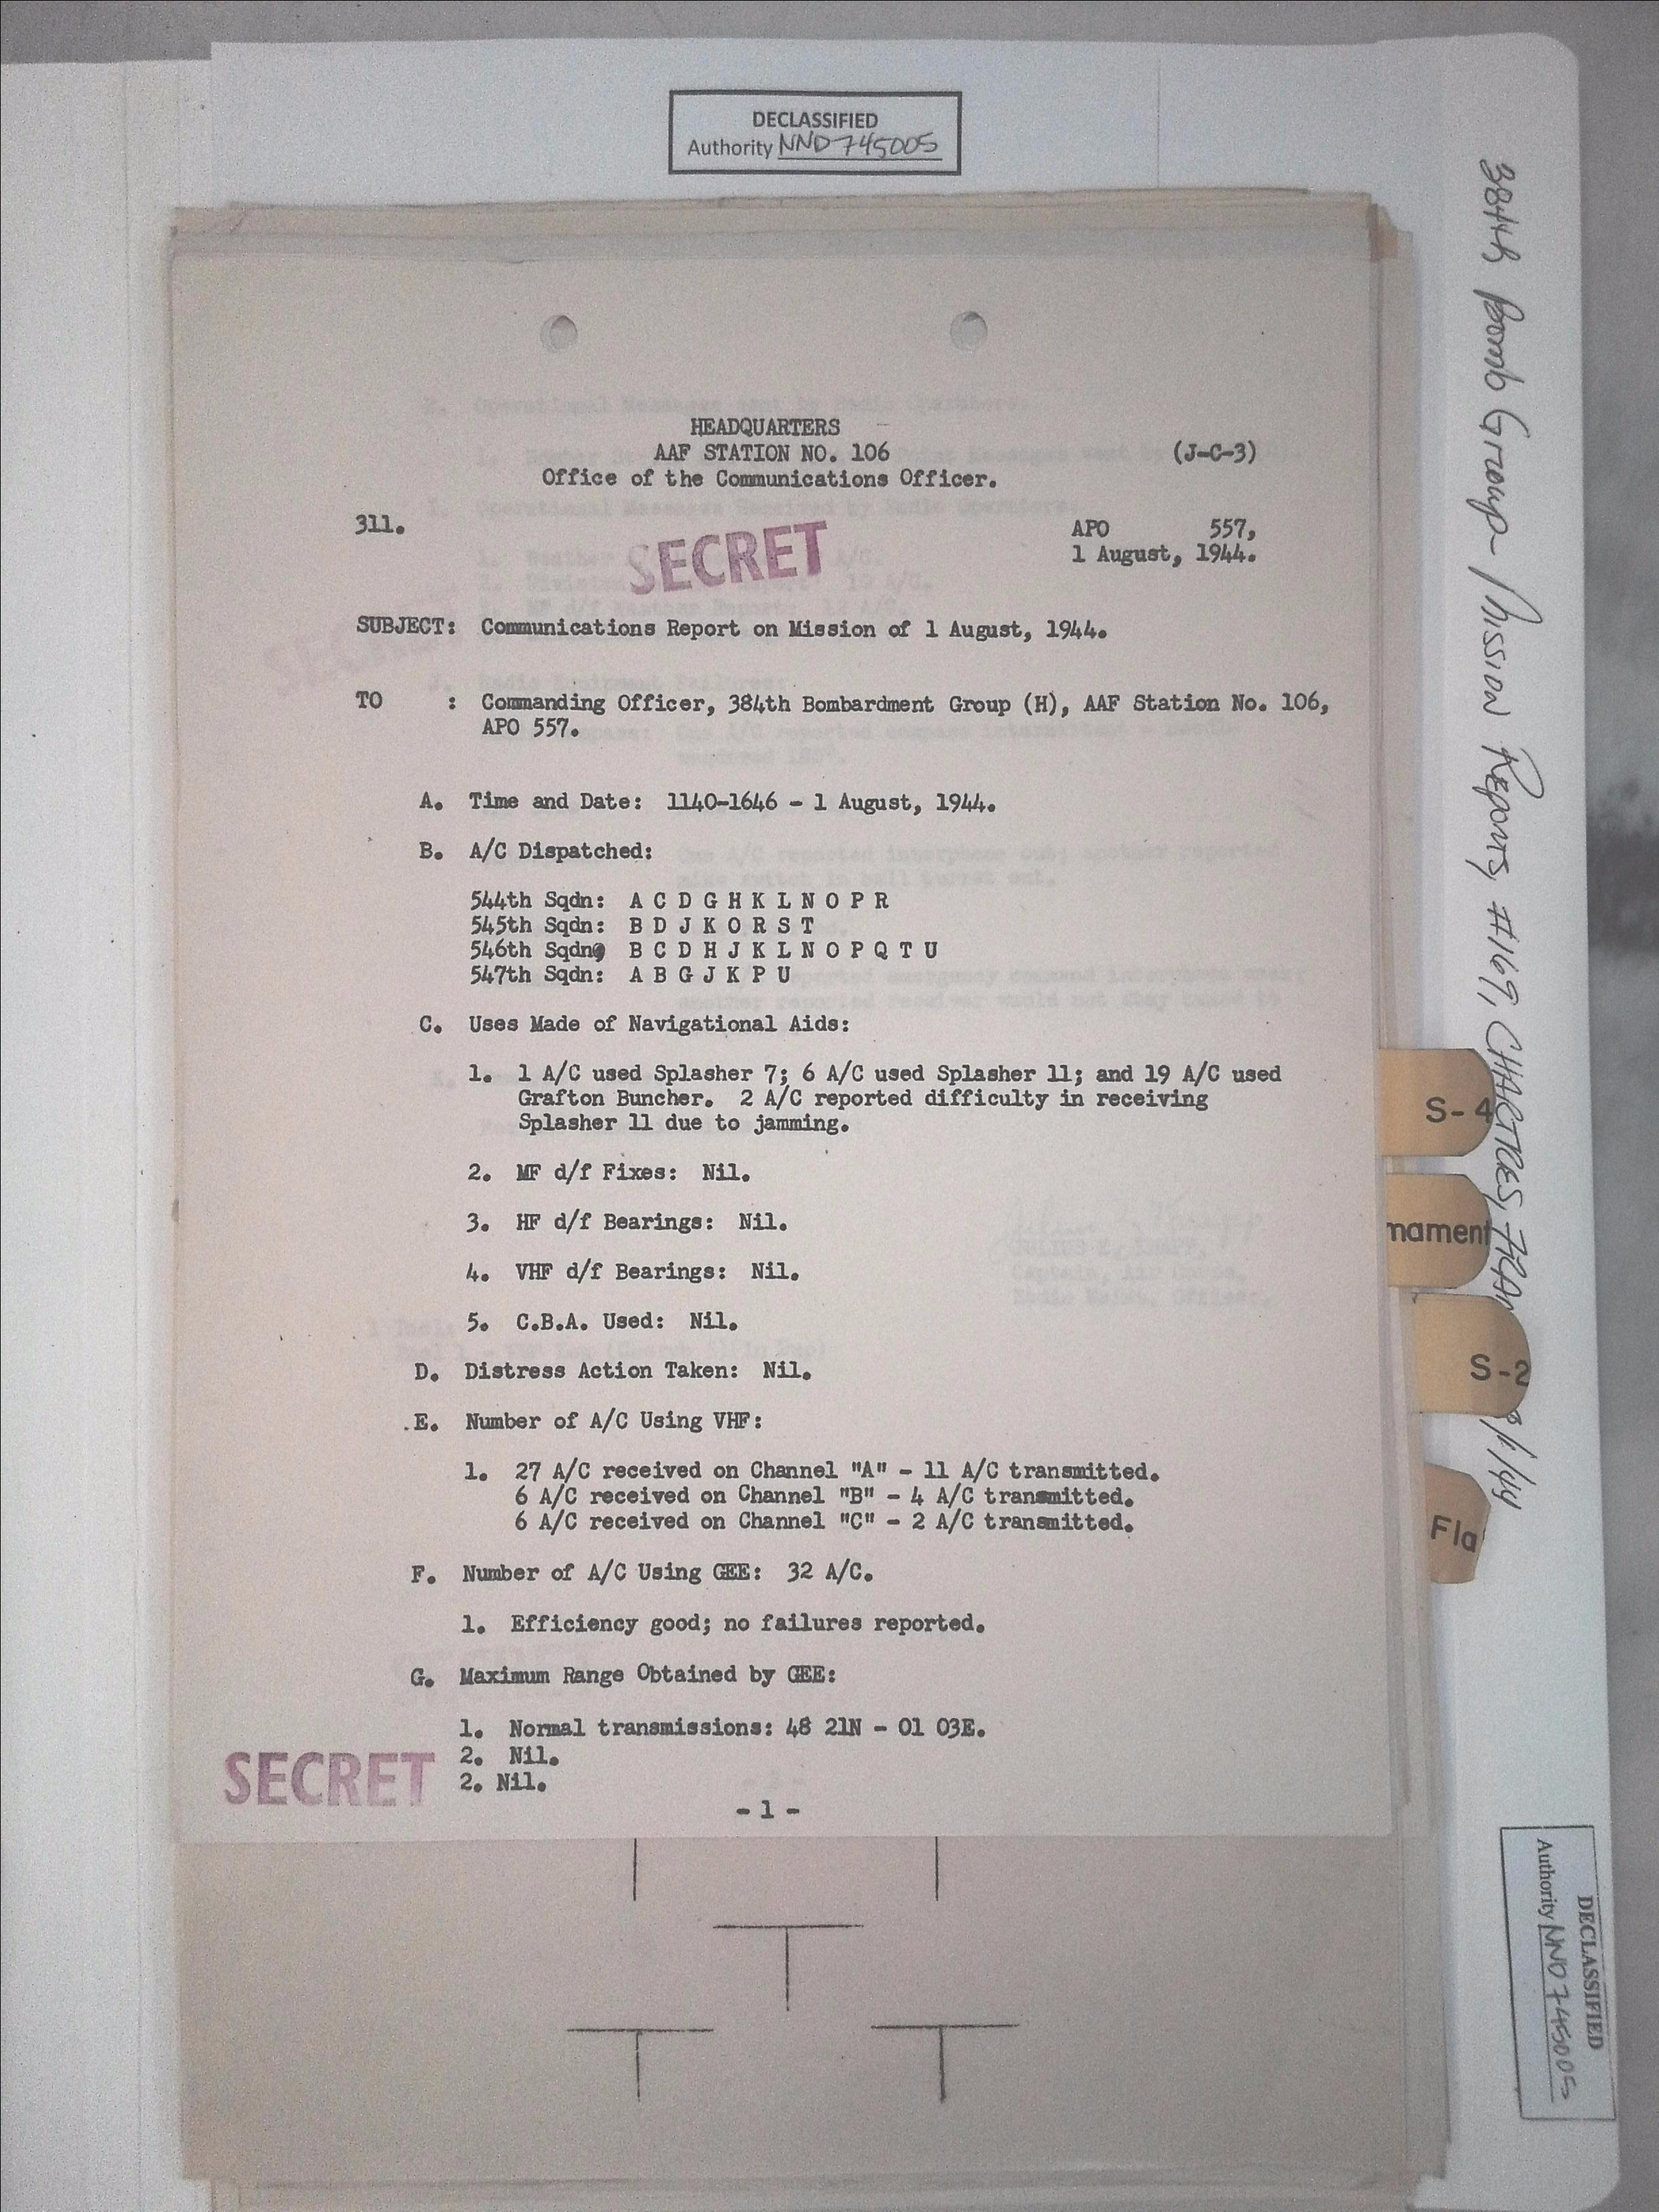 DECLASSIFIED
Authority NND745005
HEADQUARTERS
AAF STATION NO. 106 (J-C-3)
Office of the Communications Officer.
311.
SECRET
APO 557,
1 August, 1944.
SUBJECT: Communications Report on Mission of 1 August, 1944.
TO : Commanding Officer, 384th Bombardment Group (H), AAF Station No. 106,
APO 557.
A. Time and Date: 1140-1646 - 1 August, 1944.
B. A/C Dispatched:
544th Sqdn: A C D G H K L N O P R
545th Sqdn: B D J K O R S T
546th Sqdn: B C D H J K L N O P Q T U
547th Sqdn: A B G J K P U
C. Uses Made of Navigational Aids:
1. 1 A/C used Splasher 7; 6 A/C used Splasher 11; and 19 A/C used
Grafton Buncher. 2 A/C reported difficulty in receiving
Splasher 11 due to jamming.
2. MF d/f Fixes: Nil.
3. HF d/f Bearings: Nil.
4. VHF d/f Bearings: Nil.
5. C.B.A. Used: Nil.
D. Distress Action Taken: Nil.
.E. Number of A/C Using VHF:
1. 27 A/C received on Channel "A" - 11 A/C transmitted.
6 A/C received on Channel "B" - 4 A/C transmitted.
6 A/C received on Channel "C" - 2 A/C transmitted.
F. Number of A/C Using GEE: 32 A/C.
1. Efficiency good; no failures reported.
G. Maximum Range Obtained by GEE:
1. Normal transmissions: 48 21N - 01 03E.
2. Nil.
2. Nil.
SECRET
- 1 -
384th Bomb Group - Mission Reports, #169, CHARTRES,
S-4
mament
S-2
Fla
DECLASSIFIED
Authority NND745005